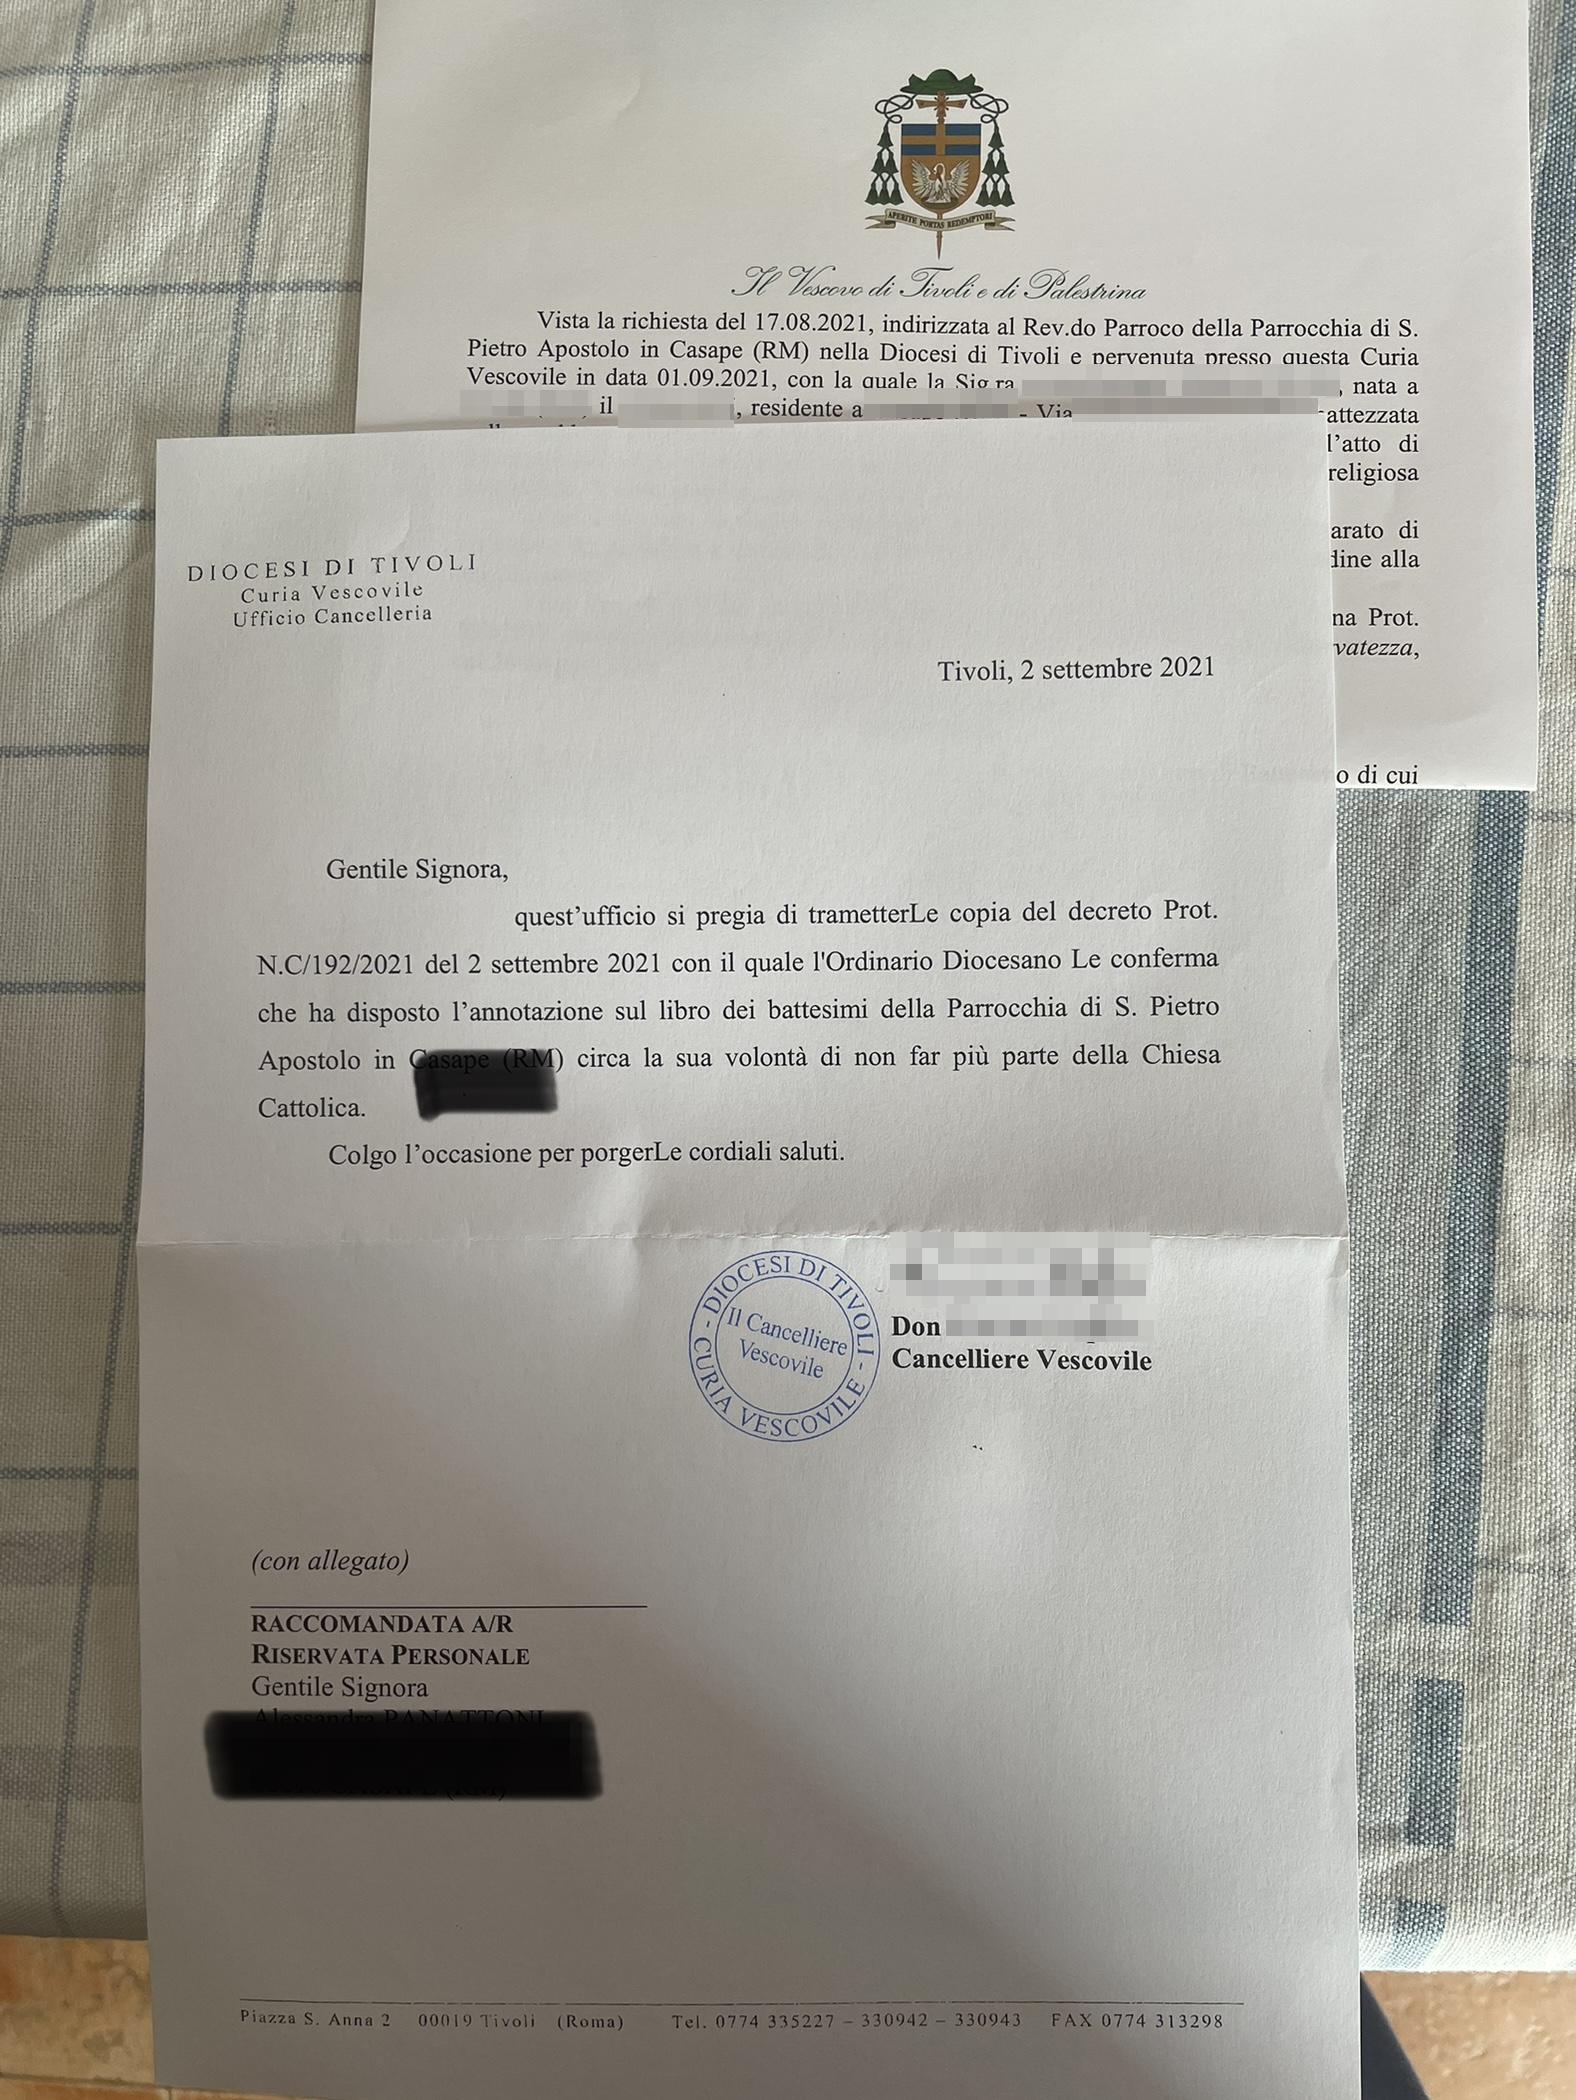 APERITE PORTAS REDEMPTORI
Il Vescovo di Tivoli e di Palestrina
Vista la richiesta del 17.08.2021, indirizzata al Rev.do Parroco della Parrocchia di S.
Pietro Apostolo in Casape (RM) nella Diocesi di Tivoli e pervenuta presso questa Curia
Vescovile in data 01.09.2021, con la quale la Sig.ra , nata a
il , residente a - Via
attezzata
l’atto di
religiosa
arato di
dine alla
na Prot.
vatezza,
o di cui
DIOCESI DI TIVOLI
Curia Vescovile
Ufficio Cancelleria
Tivoli, 2 settembre 2021
Gentile Signora,
quest’ufficio si pregia di trametterLe copia del decreto Prot.
N.C/192/2021 del 2 settembre 2021 con il quale l'Ordinario Diocesano Le conferma
che ha disposto l’annotazione sul libro dei battesimi della Parrocchia di S. Pietro
Apostolo in circa la sua volontà di non far più parte della Chiesa
Cattolica.
Colgo l’occasione per porgerLe cordiali saluti.
DIOCESI DI TIVOLI - CURIA VESCOVILE -
Il Cancelliere
Vescovile
Don
Cancelliere Vescovile
(con allegato)
RACCOMANDATA A/R
RISERVATA PERSONALE
Gentile Signora
Piazza S. Anna 2 00019 Tivoli (Roma) Tel. 0774 335227 – 330942 – 330943 FAX 0774 313298